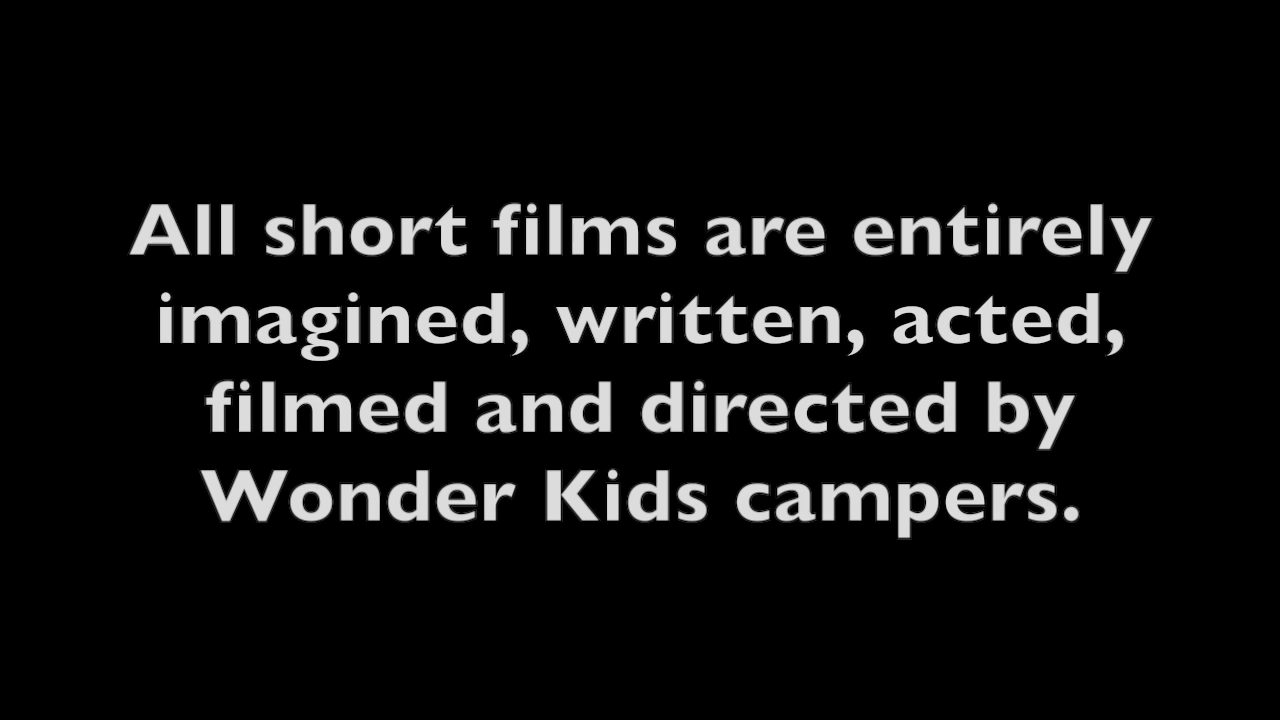 All short films are entirely
imagined, written, acted,
filmed and directed by
Wonder Kids campers.